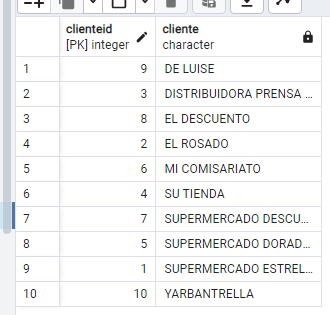 clienteid
[PK] integer
cliente
character
1 9 DE LUISE
2 3 DISTRIBUIDORA PRENSA ...
3 8 EL DESCUENTO
4 2 EL ROSADO
5 6 MI COMISARIATO
6 4 SU TIENDA
7 7 SUPERMERCADO DESCU...
8 5 SUPERMERCADO DORAD...
9 1 SUPERMERCADO ESTREL...
10 10 YARBANTRELLA